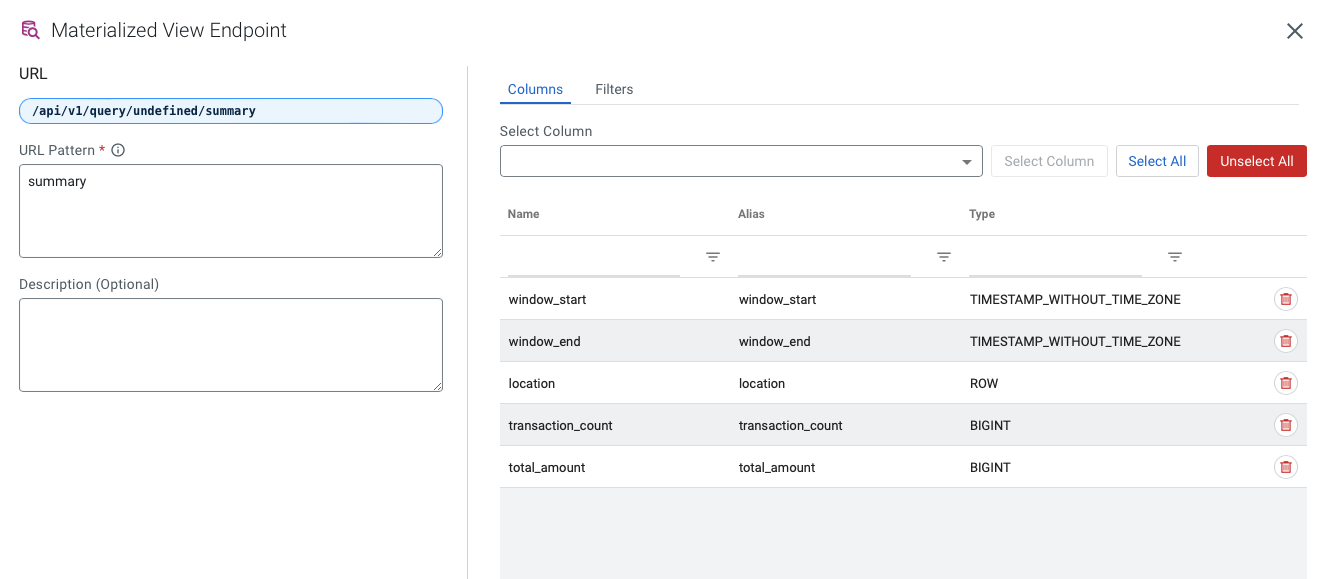 Materialized View Endpoint
URL
/api/v1/query/undefined/summary
URL Pattern *
summary
Description (Optional)
Columns Filters
Select Column
Select Column Select All Unselect All
Name Alias Type
window_start window_start TIMESTAMP_WITHOUT_TIME_ZONE
window_end window_end TIMESTAMP_WITHOUT_TIME_ZONE
location location ROW
transaction_count transaction_count BIGINT
total_amount total_amount BIGINT